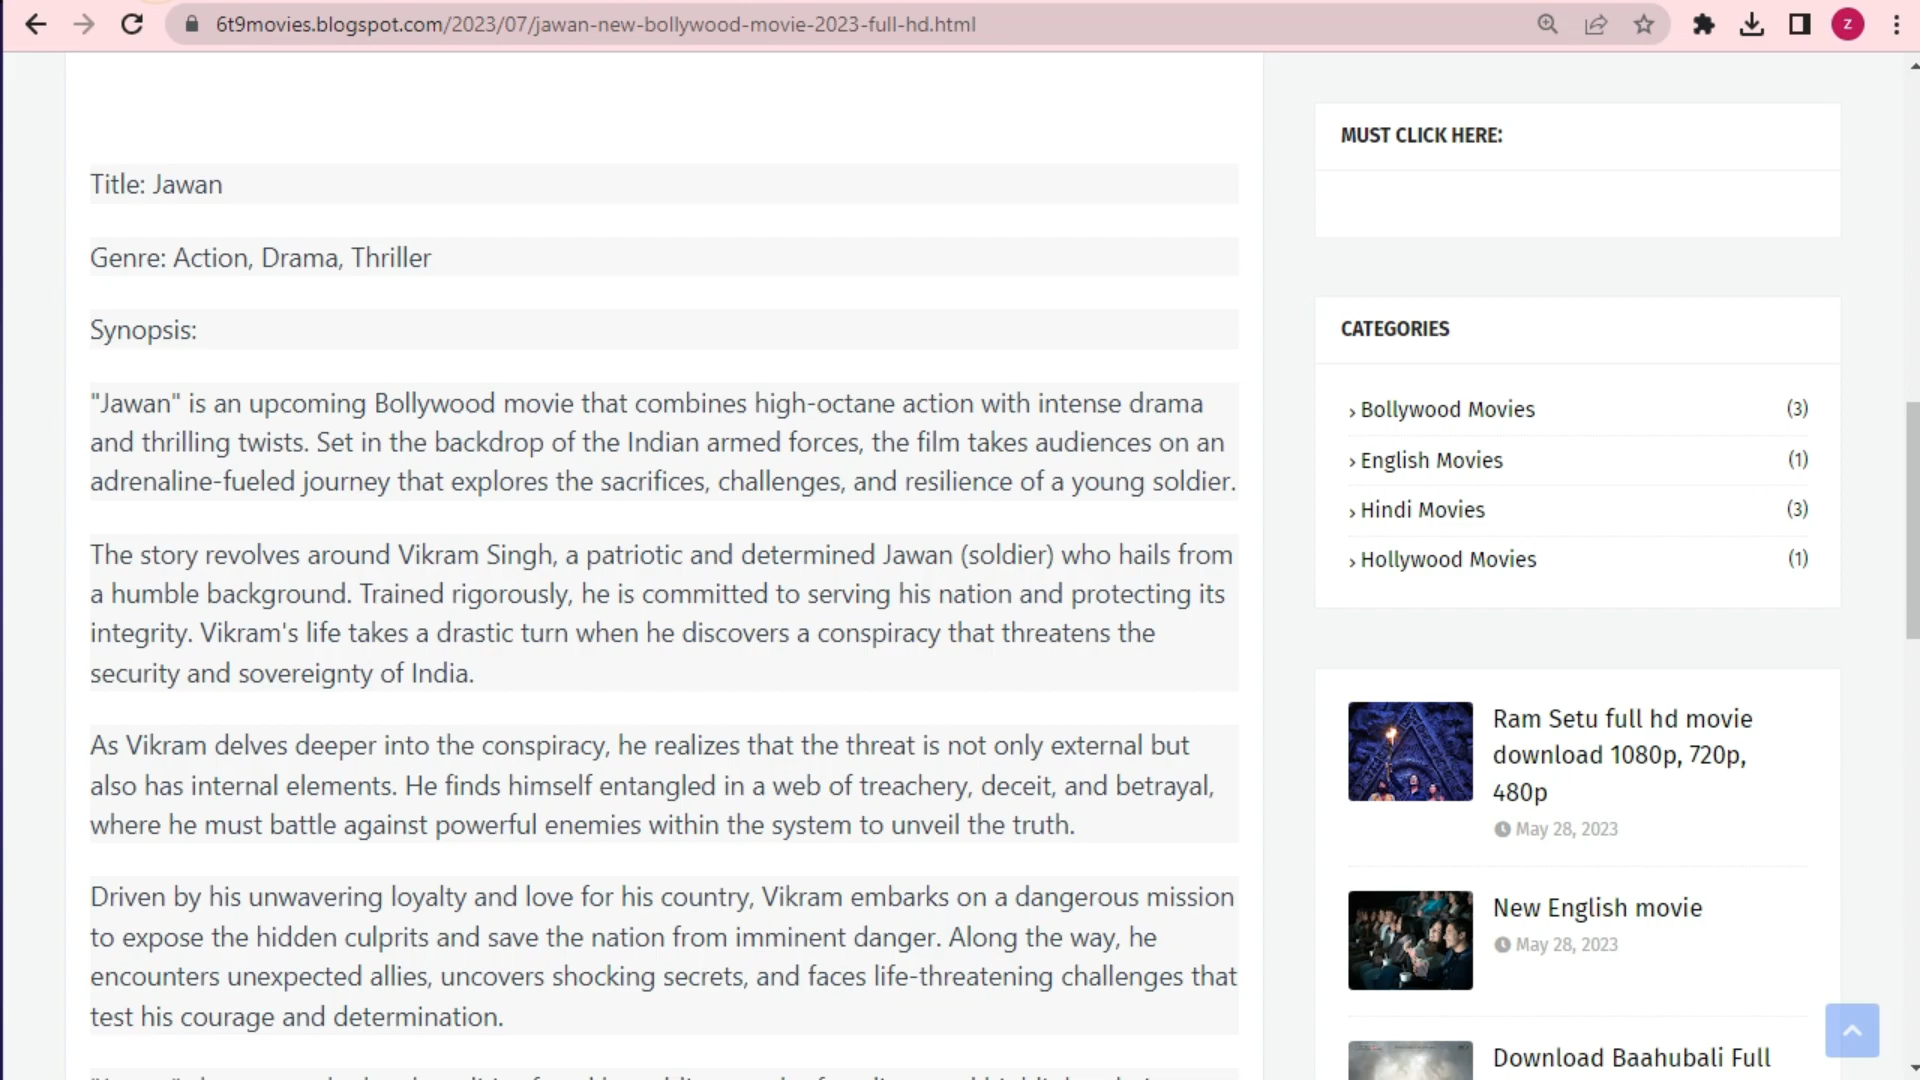 6t9movies.blogspot.com/2023/07/jawan-new-bollywood-movie-2023-full-hd.html
z
Title: Jawan
Genre: Action, Drama, Thriller
Synopsis:
"Jawan" is an upcoming Bollywood movie that combines high-octane action with intense drama
and thrilling twists. Set in the backdrop of the Indian armed forces, the film takes audiences on an
adrenaline-fueled journey that explores the sacrifices, challenges, and resilience of a young soldier.
The story revolves around Vikram Singh, a patriotic and determined Jawan (soldier) who hails from
a humble background. Trained rigorously, he is committed to serving his nation and protecting its
integrity. Vikram's life takes a drastic turn when he discovers a conspiracy that threatens the
security and sovereignty of India.
As Vikram delves deeper into the conspiracy, he realizes that the threat is not only external but
also has internal elements. He finds himself entangled in a web of treachery, deceit, and betrayal,
where he must battle against powerful enemies within the system to unveil the truth.
Driven by his unwavering loyalty and love for his country, Vikram embarks on a dangerous mission
to expose the hidden culprits and save the nation from imminent danger. Along the way, he
encounters unexpected allies, uncovers shocking secrets, and faces life-threatening challenges that
test his courage and determination.
MUST CLICK HERE:
CATEGORIES
› Bollywood Movies (3)
› English Movies (1)
› Hindi Movies (3)
› Hollywood Movies (1)
Ram Setu full hd movie
download 1080p, 720p,
480p
May 28, 2023
New English movie
May 28, 2023
Download Baahubali Full